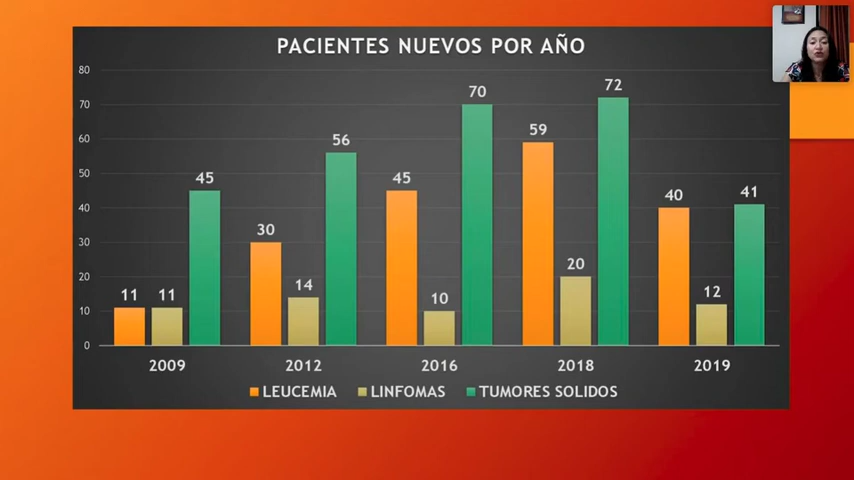 PACIENTES NUEVOS POR AÑO
80
70
60
50
40
30
20
10
0
11 11 45
30 14 56
45 10 70
59 20 72
40 12 41
2009 2012 2016 2018 2019
LEUCEMIA LINFOMAS TUMORES SOLIDOS